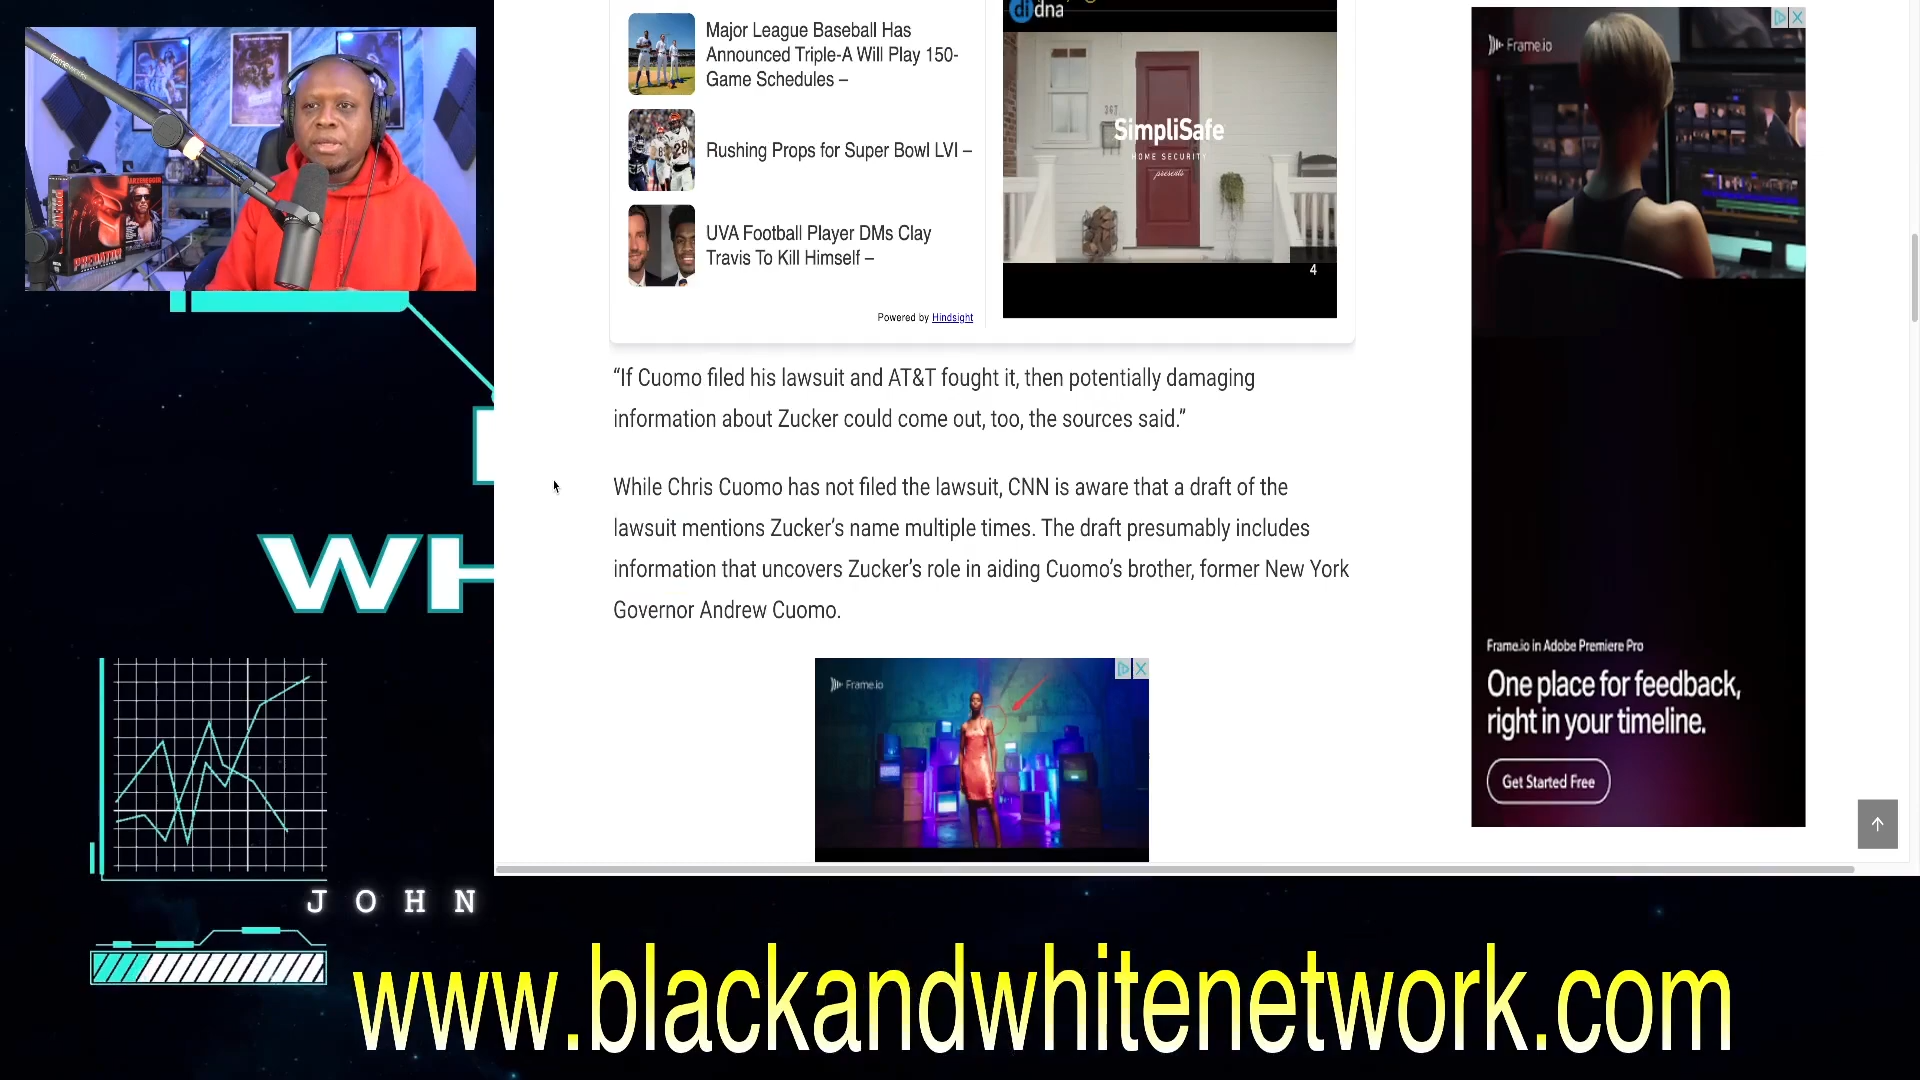 Major League Baseball Has
Announced Triple-A Will Play 150-
Game Schedules –
Rushing Props for Super Bowl LVI –
UVA Football Player DMs Clay
Travis To Kill Himself –
Powered by Hindsight
di dna
367
SimpliSafe
HOME SECURITY
presents
4
Frame.io
“If Cuomo filed his lawsuit and AT&T fought it, then potentially damaging
information about Zucker could come out, too, the sources said.”
While Chris Cuomo has not filed the lawsuit, CNN is aware that a draft of the
lawsuit mentions Zucker’s name multiple times. The draft presumably includes
information that uncovers Zucker’s role in aiding Cuomo’s brother, former New York
Governor Andrew Cuomo.
Frame.io
Frame.io in Adobe Premiere Pro
One place for feedback,
right in your timeline.
Get Started Free
PREDATOR
WH
JOHN
www.blackandwhitenetwork.com